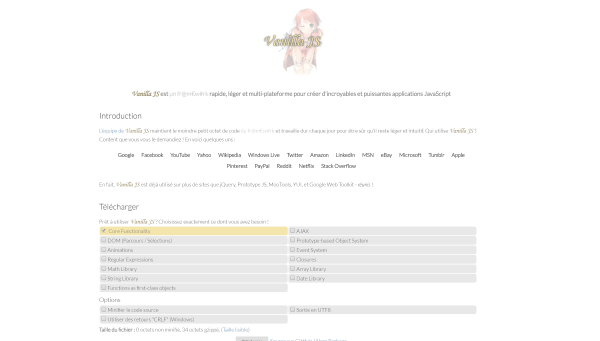 Vanilla JS
Vanilla JS est un framework rapide, léger et multi-plateforme pour créer d'incroyables et puissantes applications JavaScript
Introduction
L'équipe de Vanilla JS maintient le moindre petit octet de code du framework et travaille dur chaque jour pour être sûr qu'il reste léger et intuitif. Qui utilise Vanilla JS ?
Content que vous vous le demandiez ! En voici quelques uns :
Google Facebook YouTube Yahoo Wikipedia Windows Live Twitter Amazon LinkedIn MSN eBay Microsoft Tumblr Apple
Pinterest PayPal Reddit Netflix Stack Overflow
En fait, Vanilla JS est déjà utilisé sur plus de sites que jQuery, Prototype JS, MooTools, YUI, et Google Web Toolkit - réunis !
Télécharger
Prêt à utiliser Vanilla JS ? Choisissez exactement ce dont vous avez besoin !
Core Functionality AJAX
DOM (Parcours / Sélections) Prototype-based Object System
Animations Event System
Regular Expressions Closures
Math Library Array Library
String Library Date Library
Functions as first-class objects
Options
Minifier le code source Sortie en UTF8
Utiliser des retours "CRLF" (Windows)
Taille du fichier : 0 octets non minifié, 24 octets gzippé. (Taille listée)